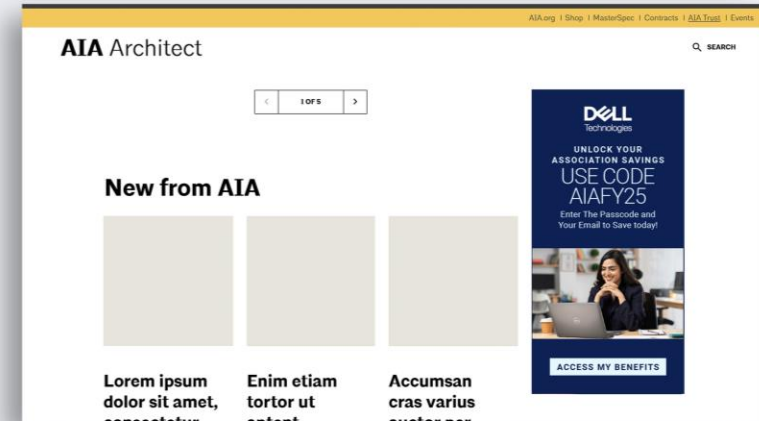 AIA.org | Shop | MasterSpec | Contracts | AIA Trust | Events
AIA Architect
SEARCH
1 OF 5
New from AIA
Lorem ipsum
dolor sit amet,
consectetur
Enim etiam
tortor ut
Accumsan
cras varius
DELL
Technologies
UNLOCK YOUR
ASSOCIATION SAVINGS
USE CODE
AIAFY25
Enter The Passcode and
Your Email to Save today!
ACCESS MY BENEFITS